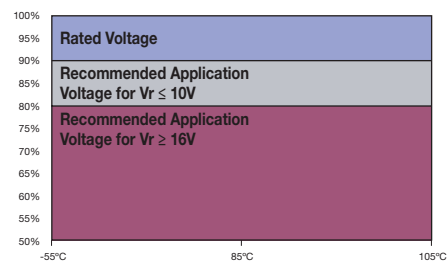 100%
95%
90%
85%
80%
75%
70%
65%
60%
55%
50%
Rated Voltage
Recommended Application
Voltage for Vr ≤ 10V
Recommended Application
Voltage for Vr ≥ 16V
-55ºC
85ºC
105ºC